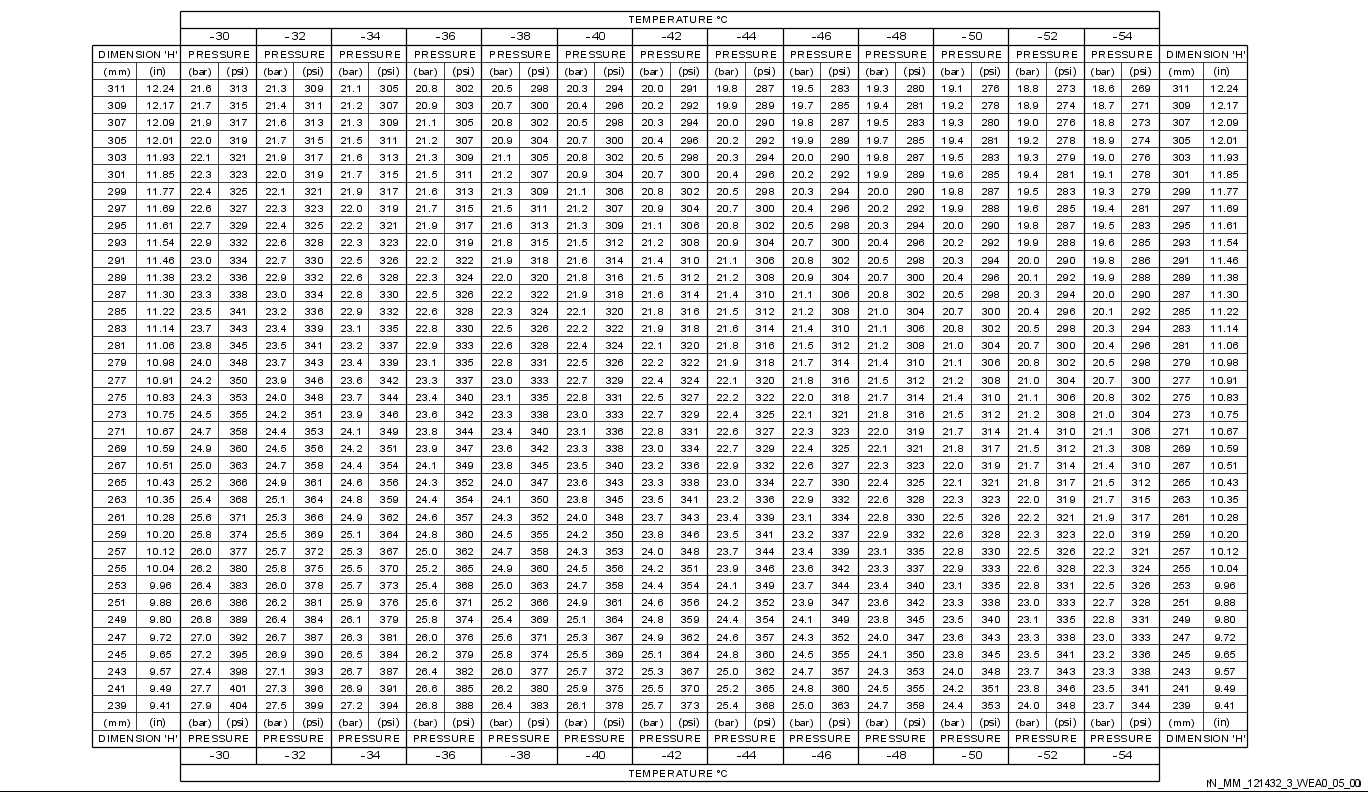 TEMPERATURE °C
-30 -32 -34 -36 -38 -40 -42 -44 -46 -48 -50 -52 -54
DIMENSION 'H' PRESSURE PRESSURE PRESSURE PRESSURE PRESSURE PRESSURE PRESSURE PRESSURE PRESSURE PRESSURE PRESSURE PRESSURE PRESSURE DIMENSION 'H'
(mm) (in) (bar) (psi) (bar) (psi) (bar) (psi) (bar) (psi) (bar) (psi) (bar) (psi) (bar) (psi) (bar) (psi) (bar) (psi) (bar) (psi) (bar) (psi) (bar) (psi) (bar) (psi) (mm) (in)
311 12.24 21.6 313 21.3 309 21.1 305 20.8 302 20.5 298 20.3 294 20.0 291 19.8 287 19.5 283 19.3 280 19.1 276 18.8 273 18.6 269 311 12.24
309 12.17 21.7 315 21.4 311 21.2 307 20.9 303 20.7 300 20.4 296 20.2 292 19.9 289 19.7 285 19.4 281 19.2 278 18.9 274 18.7 271 309 12.17
307 12.09 21.9 317 21.6 313 21.3 309 21.1 305 20.8 302 20.5 298 20.3 294 20.0 290 19.8 287 19.5 283 19.3 280 19.0 276 18.8 273 307 12.09
305 12.01 22.0 319 21.7 315 21.5 311 21.2 307 20.9 304 20.7 300 20.4 296 20.2 292 19.9 289 19.7 285 19.4 281 19.2 278 18.9 274 305 12.01
303 11.93 22.1 321 21.9 317 21.6 313 21.3 309 21.1 305 20.8 302 20.5 298 20.3 294 20.0 290 19.8 287 19.5 283 19.3 279 19.0 276 303 11.93
301 11.85 22.3 323 22.0 319 21.7 315 21.5 311 21.2 307 20.9 304 20.7 300 20.4 296 20.2 292 19.9 289 19.6 285 19.4 281 19.1 278 301 11.85
299 11.77 22.4 325 22.1 321 21.9 317 21.6 313 21.3 309 21.1 306 20.8 302 20.5 298 20.3 294 20.0 290 19.8 287 19.5 283 19.3 279 299 11.77
297 11.69 22.6 327 22.3 323 22.0 319 21.7 315 21.5 311 21.2 307 20.9 304 20.7 300 20.4 296 20.2 292 19.9 288 19.6 285 19.4 281 297 11.69
295 11.61 22.7 329 22.4 325 22.2 321 21.9 317 21.6 313 21.3 309 21.1 306 20.8 302 20.5 298 20.3 294 20.0 290 19.8 287 19.5 283 295 11.61
293 11.54 22.9 332 22.6 328 22.3 323 22.0 319 21.8 315 21.5 312 21.2 308 20.9 304 20.7 300 20.4 296 20.2 292 19.9 288 19.6 285 293 11.54
291 11.46 23.0 334 22.7 330 22.5 326 22.2 322 21.9 318 21.6 314 21.4 310 21.1 306 20.8 302 20.5 298 20.3 294 20.0 290 19.8 286 291 11.46
289 11.38 23.2 336 22.9 332 22.6 328 22.3 324 22.0 320 21.8 316 21.5 312 21.2 308 20.9 304 20.7 300 20.4 296 20.1 292 19.9 288 289 11.38
287 11.30 23.3 338 23.0 334 22.8 330 22.5 326 22.2 322 21.9 318 21.6 314 21.4 310 21.1 306 20.8 302 20.5 298 20.3 294 20.0 290 287 11.30
285 11.22 23.5 341 23.2 336 22.9 332 22.6 328 22.3 324 22.1 320 21.8 316 21.5 312 21.2 308 21.0 304 20.7 300 20.4 296 20.1 292 285 11.22
283 11.14 23.7 343 23.4 339 23.1 335 22.8 330 22.5 326 22.2 322 21.9 318 21.6 314 21.4 310 21.1 306 20.8 302 20.5 298 20.3 294 283 11.14
281 11.06 23.8 345 23.5 341 23.2 337 22.9 333 22.6 328 22.4 324 22.1 320 21.8 316 21.5 312 21.2 308 21.0 304 20.7 300 20.4 296 281 11.06
279 10.98 24.0 348 23.7 343 23.4 339 23.1 335 22.8 331 22.5 326 22.2 322 21.9 318 21.7 314 21.4 310 21.1 306 20.8 302 20.5 298 279 10.98
277 10.91 24.2 350 23.9 346 23.6 342 23.3 337 23.0 333 22.7 329 22.4 324 22.1 320 21.8 316 21.5 312 21.2 308 21.0 304 20.7 300 277 10.91
275 10.83 24.3 353 24.0 348 23.7 344 23.4 340 23.1 335 22.8 331 22.5 327 22.2 322 22.0 318 21.7 314 21.4 310 21.1 306 20.8 302 275 10.83
273 10.75 24.5 355 24.2 351 23.9 346 23.6 342 23.3 338 23.0 333 22.7 329 22.4 325 22.1 321 21.8 316 21.5 312 21.2 308 21.0 304 273 10.75
271 10.67 24.7 358 24.4 353 24.1 349 23.8 344 23.4 340 23.1 336 22.8 331 22.6 327 22.3 323 22.0 319 21.7 314 21.4 310 21.1 306 271 10.67
269 10.59 24.9 360 24.5 356 24.2 351 23.9 347 23.6 342 23.3 338 23.0 334 22.7 329 22.4 325 22.1 321 21.8 317 21.5 312 21.3 308 269 10.59
267 10.51 25.0 363 24.7 358 24.4 354 24.1 349 23.8 345 23.5 340 23.2 336 22.9 332 22.6 327 22.3 323 22.0 319 21.7 314 21.4 310 267 10.51
265 10.43 25.2 366 24.9 361 24.6 356 24.3 352 24.0 347 23.6 343 23.3 338 23.0 334 22.7 330 22.4 325 22.1 321 21.8 317 21.5 312 265 10.43
263 10.35 25.4 368 25.1 364 24.8 359 24.4 354 24.1 350 23.8 345 23.5 341 23.2 336 22.9 332 22.6 328 22.3 323 22.0 319 21.7 315 263 10.35
261 10.28 25.6 371 25.3 366 24.9 362 24.6 357 24.3 352 24.0 348 23.7 343 23.4 339 23.1 334 22.8 330 22.5 326 22.2 321 21.9 317 261 10.28
259 10.20 25.8 374 25.5 369 25.1 364 24.8 360 24.5 355 24.2 350 23.8 346 23.5 341 23.2 337 22.9 332 22.6 328 22.3 323 22.0 319 259 10.20
257 10.12 26.0 377 25.7 372 25.3 367 25.0 362 24.7 358 24.3 353 24.0 348 23.7 344 23.4 339 23.1 335 22.8 330 22.5 326 22.2 321 257 10.12
255 10.04 26.2 380 25.8 375 25.5 370 25.2 365 24.9 360 24.5 356 24.2 351 23.9 346 23.6 342 23.3 337 22.9 333 22.6 328 22.3 324 255 10.04
253 9.96 26.4 383 26.0 378 25.7 373 25.4 368 25.0 363 24.7 358 24.4 354 24.1 349 23.7 344 23.4 340 23.1 335 22.8 331 22.5 326 253 9.96
251 9.88 26.6 386 26.2 381 25.9 376 25.6 371 25.2 366 24.9 361 24.6 356 24.2 352 23.9 347 23.6 342 23.3 338 23.0 333 22.7 328 251 9.88
249 9.80 26.8 389 26.4 384 26.1 379 25.8 374 25.4 369 25.1 364 24.8 359 24.4 354 24.1 349 23.8 345 23.5 340 23.1 335 22.8 331 249 9.80
247 9.72 27.0 392 26.7 387 26.3 381 26.0 376 25.6 371 25.3 367 24.9 362 24.6 357 24.3 352 24.0 347 23.6 343 23.3 338 23.0 333 247 9.72
245 9.65 27.2 395 26.9 390 26.5 384 26.2 379 25.8 374 25.5 369 25.1 364 24.8 360 24.5 355 24.1 350 23.8 345 23.5 341 23.2 336 245 9.65
243 9.57 27.4 398 27.1 393 26.7 387 26.4 382 26.0 377 25.7 372 25.3 367 25.0 362 24.7 357 24.3 353 24.0 348 23.7 343 23.3 338 243 9.57
241 9.49 27.7 401 27.3 396 26.9 391 26.6 385 26.2 380 25.9 375 25.5 370 25.2 365 24.8 360 24.5 355 24.2 351 23.8 346 23.5 341 241 9.49
239 9.41 27.9 404 27.5 399 27.2 394 26.8 388 26.4 383 26.1 378 25.7 373 25.4 368 25.0 363 24.7 358 24.4 353 24.0 348 23.7 344 239 9.41
(mm) (in) (bar) (psi) (bar) (psi) (bar) (psi) (bar) (psi) (bar) (psi) (bar) (psi) (bar) (psi) (bar) (psi) (bar) (psi) (bar) (psi) (bar) (psi) (bar) (psi) (bar) (psi) (mm) (in)
DIMENSION 'H' PRESSURE PRESSURE PRESSURE PRESSURE PRESSURE PRESSURE PRESSURE PRESSURE PRESSURE PRESSURE PRESSURE PRESSURE PRESSURE DIMENSION 'H'
-30 -32 -34 -36 -38 -40 -42 -44 -46 -48 -50 -52 -54
TEMPERATURE °C
N_MM_121432_3_WEA0_05_00